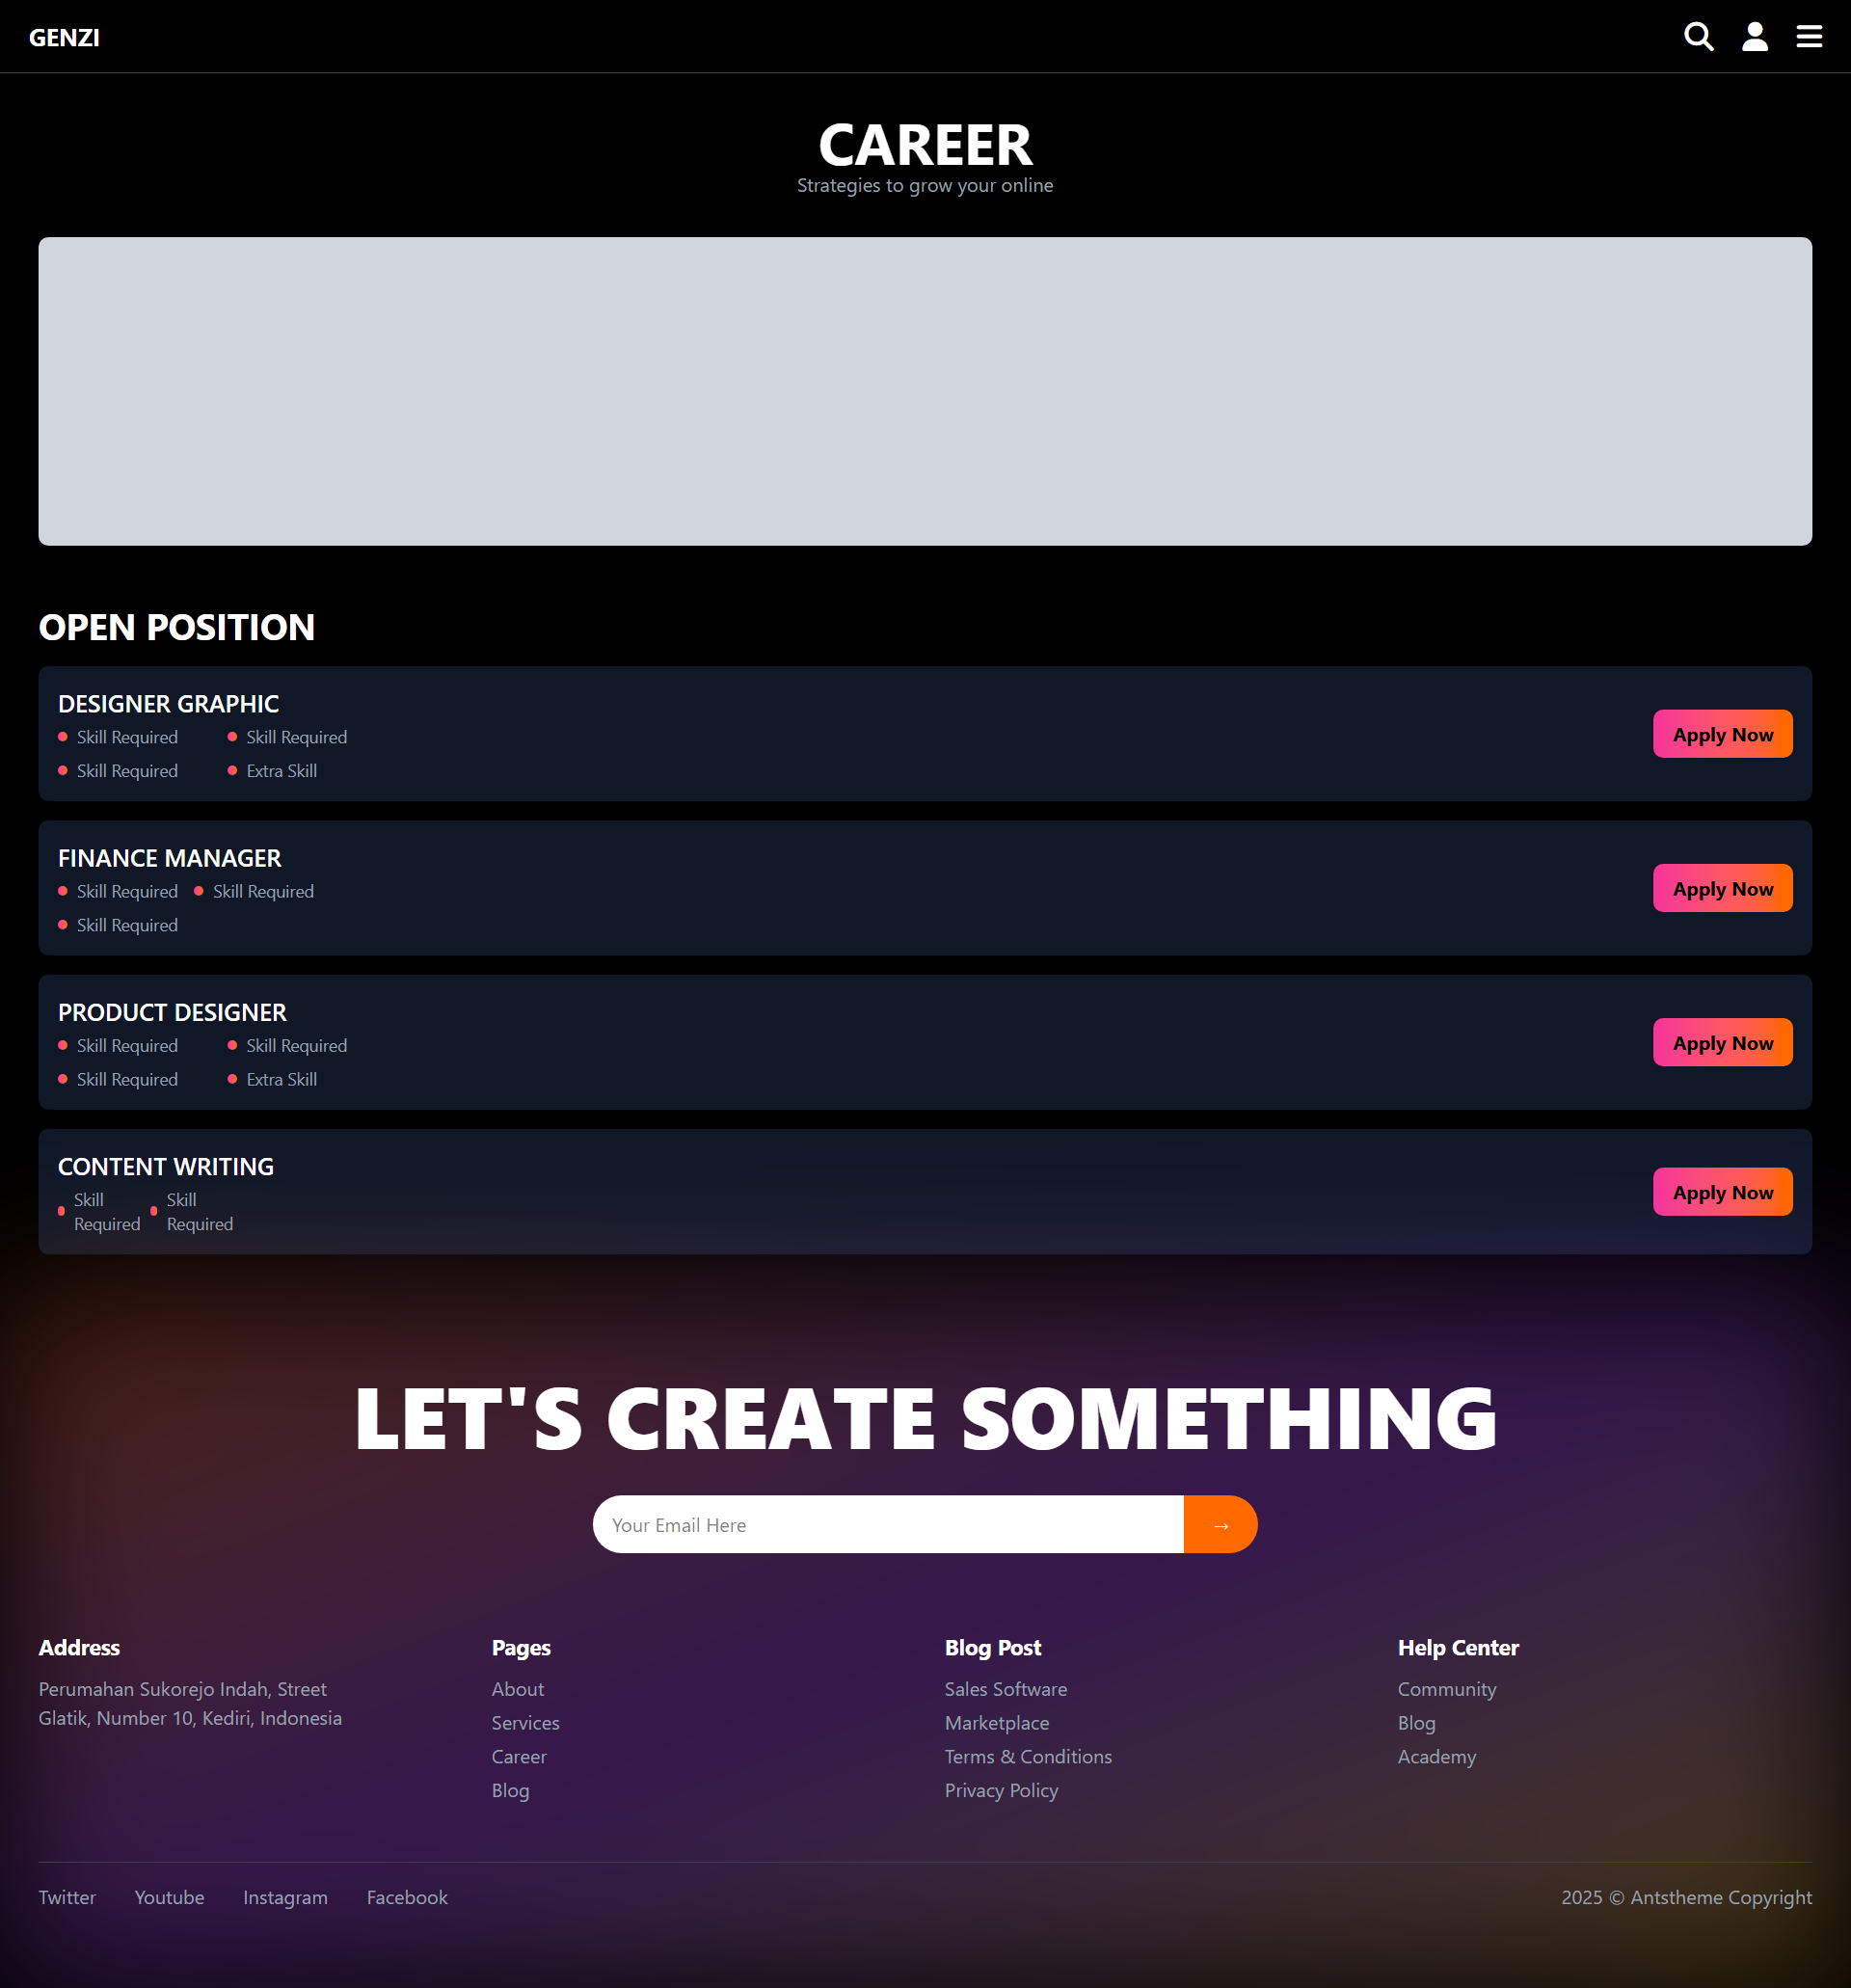 GENZI
CAREER
Strategies to grow your online
OPEN POSITION
DESIGNER GRAPHIC
Skill Required
Skill Required
Skill Required
Extra Skill
Apply Now
FINANCE MANAGER
Skill Required
Skill Required
Skill Required
Apply Now
PRODUCT DESIGNER
Skill Required
Skill Required
Skill Required
Extra Skill
Apply Now
CONTENT WRITING
Skill
Required
Skill
Required
Apply Now
LET'S CREATE SOMETHING
Your Email Here
→
Address
Perumahan Sukorejo Indah, Street
Glatik, Number 10, Kediri, Indonesia
Pages
About
Services
Career
Blog
Blog Post
Sales Software
Marketplace
Terms & Conditions
Privacy Policy
Help Center
Community
Blog
Academy
Twitter
Youtube
Instagram
Facebook
2025 © Antstheme Copyright